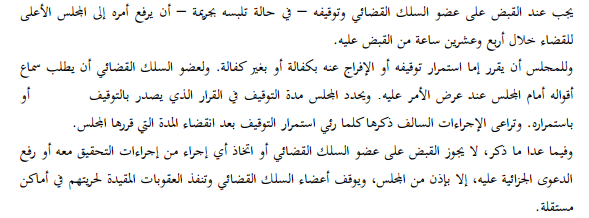 يجب عند القبض على عضو السلك القضائي وتوقيفه – في حالة تلبسه بجريمة – أن يرفع أمره إلى المجلس الأعلى
للقضاء خلال أربع وعشرين ساعة من القبض عليه.
وللمجلس أن يقرر إما استمرار توقيفه أو الإفراج عنه بكفالة أو بغير كفالة. ولعضو السلك القضائي أن يطلب سماع
أقواله أمام المجلس عند عرض الأمر عليه. ويحدد المجلس مدة التوقيف في القرار الذي يصدر بالتوقيف أو
باستمراره. وتراعى الإجراءات السالف ذكرها كلما رئي استمرار التوقيف بعد انقضاء المدة التي قررها المجلس.
وفيما عدا ما ذكر، لا يجوز القبض على عضو السلك القضائي أو اتخاذ أي إجراء من إجراءات التحقيق معه أو رفع
الدعوى الجزائية عليه، إلا بإذن من المجلس، ويوقف أعضاء السلك القضائي وتنفذ العقوبات المقيدة لحريتهم في أماكن
مستقلة.